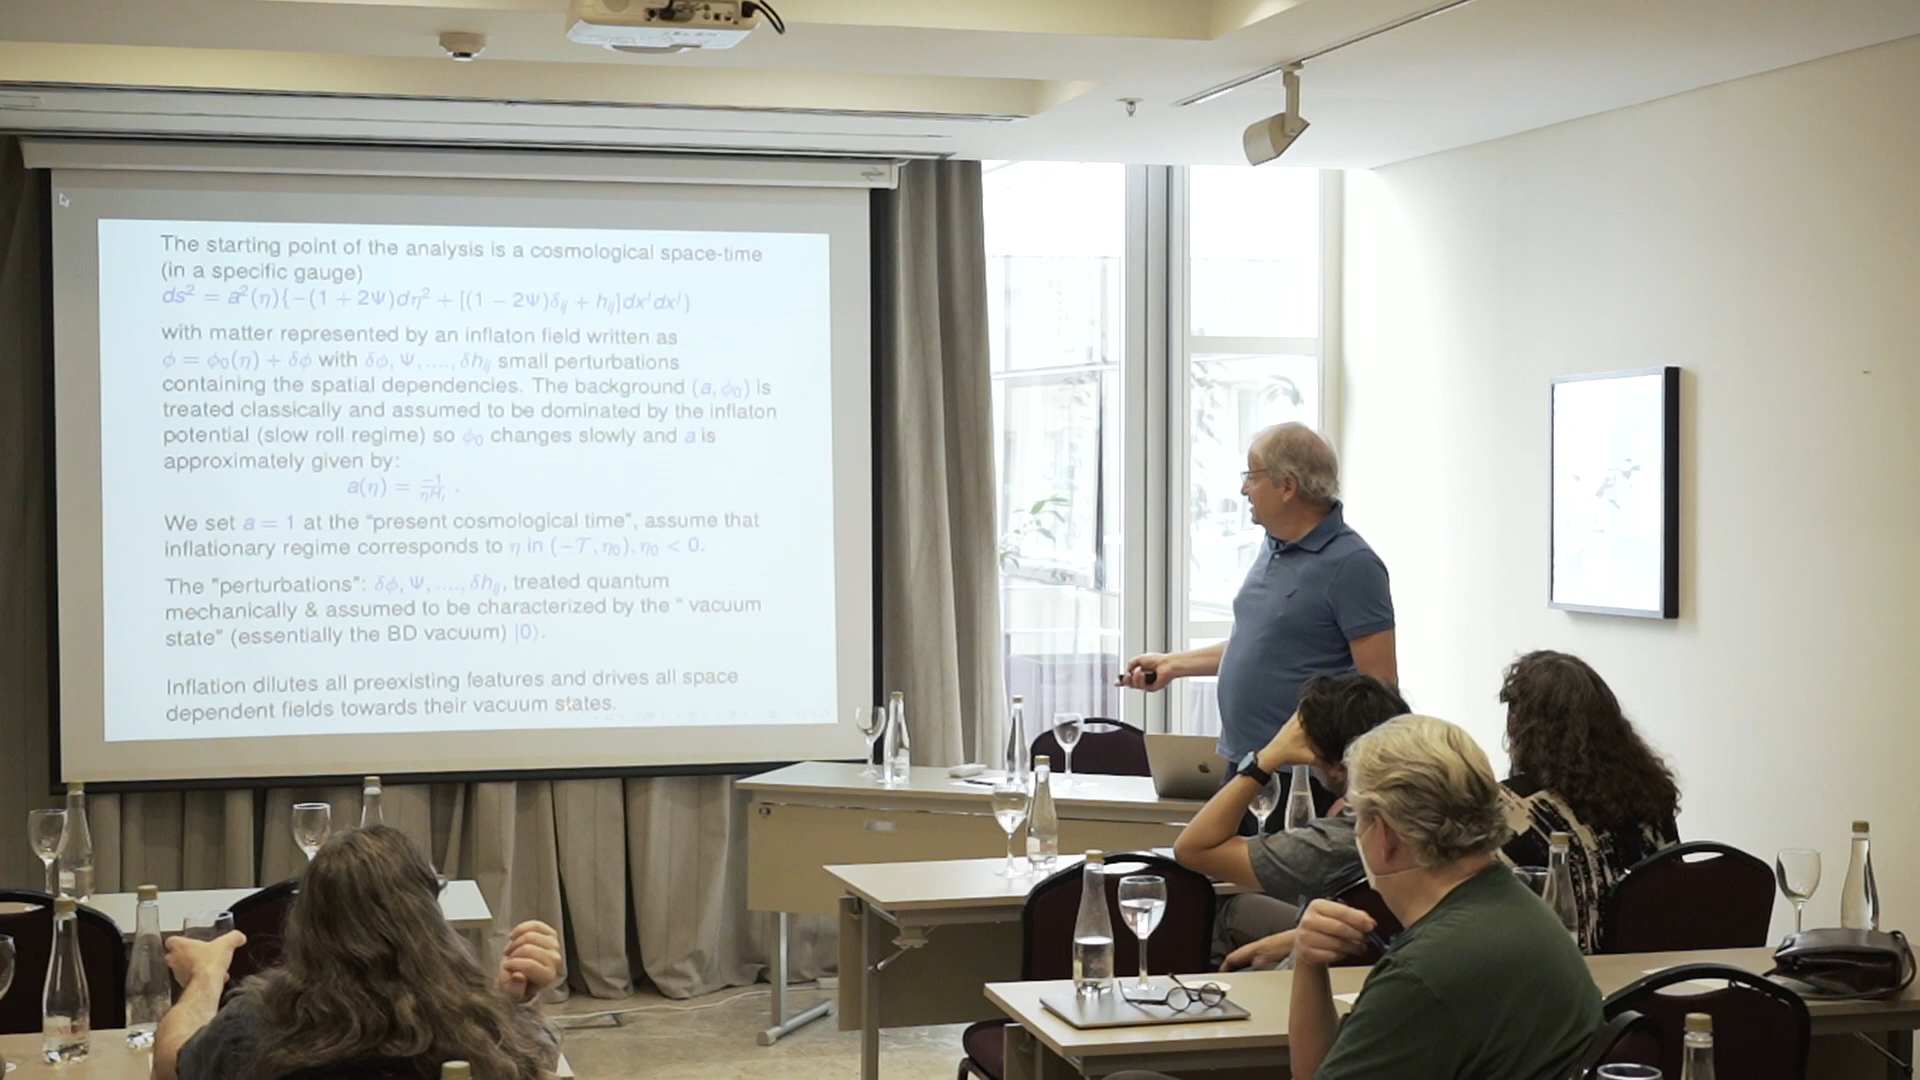 The starting point of the analysis is a cosmological space-time
(in a specific gauge)
ds² = a²(η){−(1 + 2Ψ)dη² + [(1 − 2Ψ)δᵢⱼ + hᵢⱼ]dxⁱdxʲ}
with matter represented by an inflaton field written as
ϕ = ϕ₀(η) + δϕ with δϕ, Ψ, ...., δhᵢⱼ small perturbations
containing the spatial dependencies. The background (a, ϕ₀) is
treated classically and assumed to be dominated by the inflaton
potential (slow roll regime) so ϕ₀ changes slowly and a is
approximately given by:
a(η) = −1/ηHᵢ .
We set a = 1 at the "present cosmological time", assume that
inflationary regime corresponds to η in (−𝒯, η₀), η₀ < 0.
The "perturbations": δϕ, Ψ, ...., δhᵢⱼ, treated quantum
mechanically & assumed to be characterized by the " vacuum
state" (essentially the BD vacuum) |0⟩.
Inflation dilutes all preexisting features and drives all space
dependent fields towards their vacuum states.